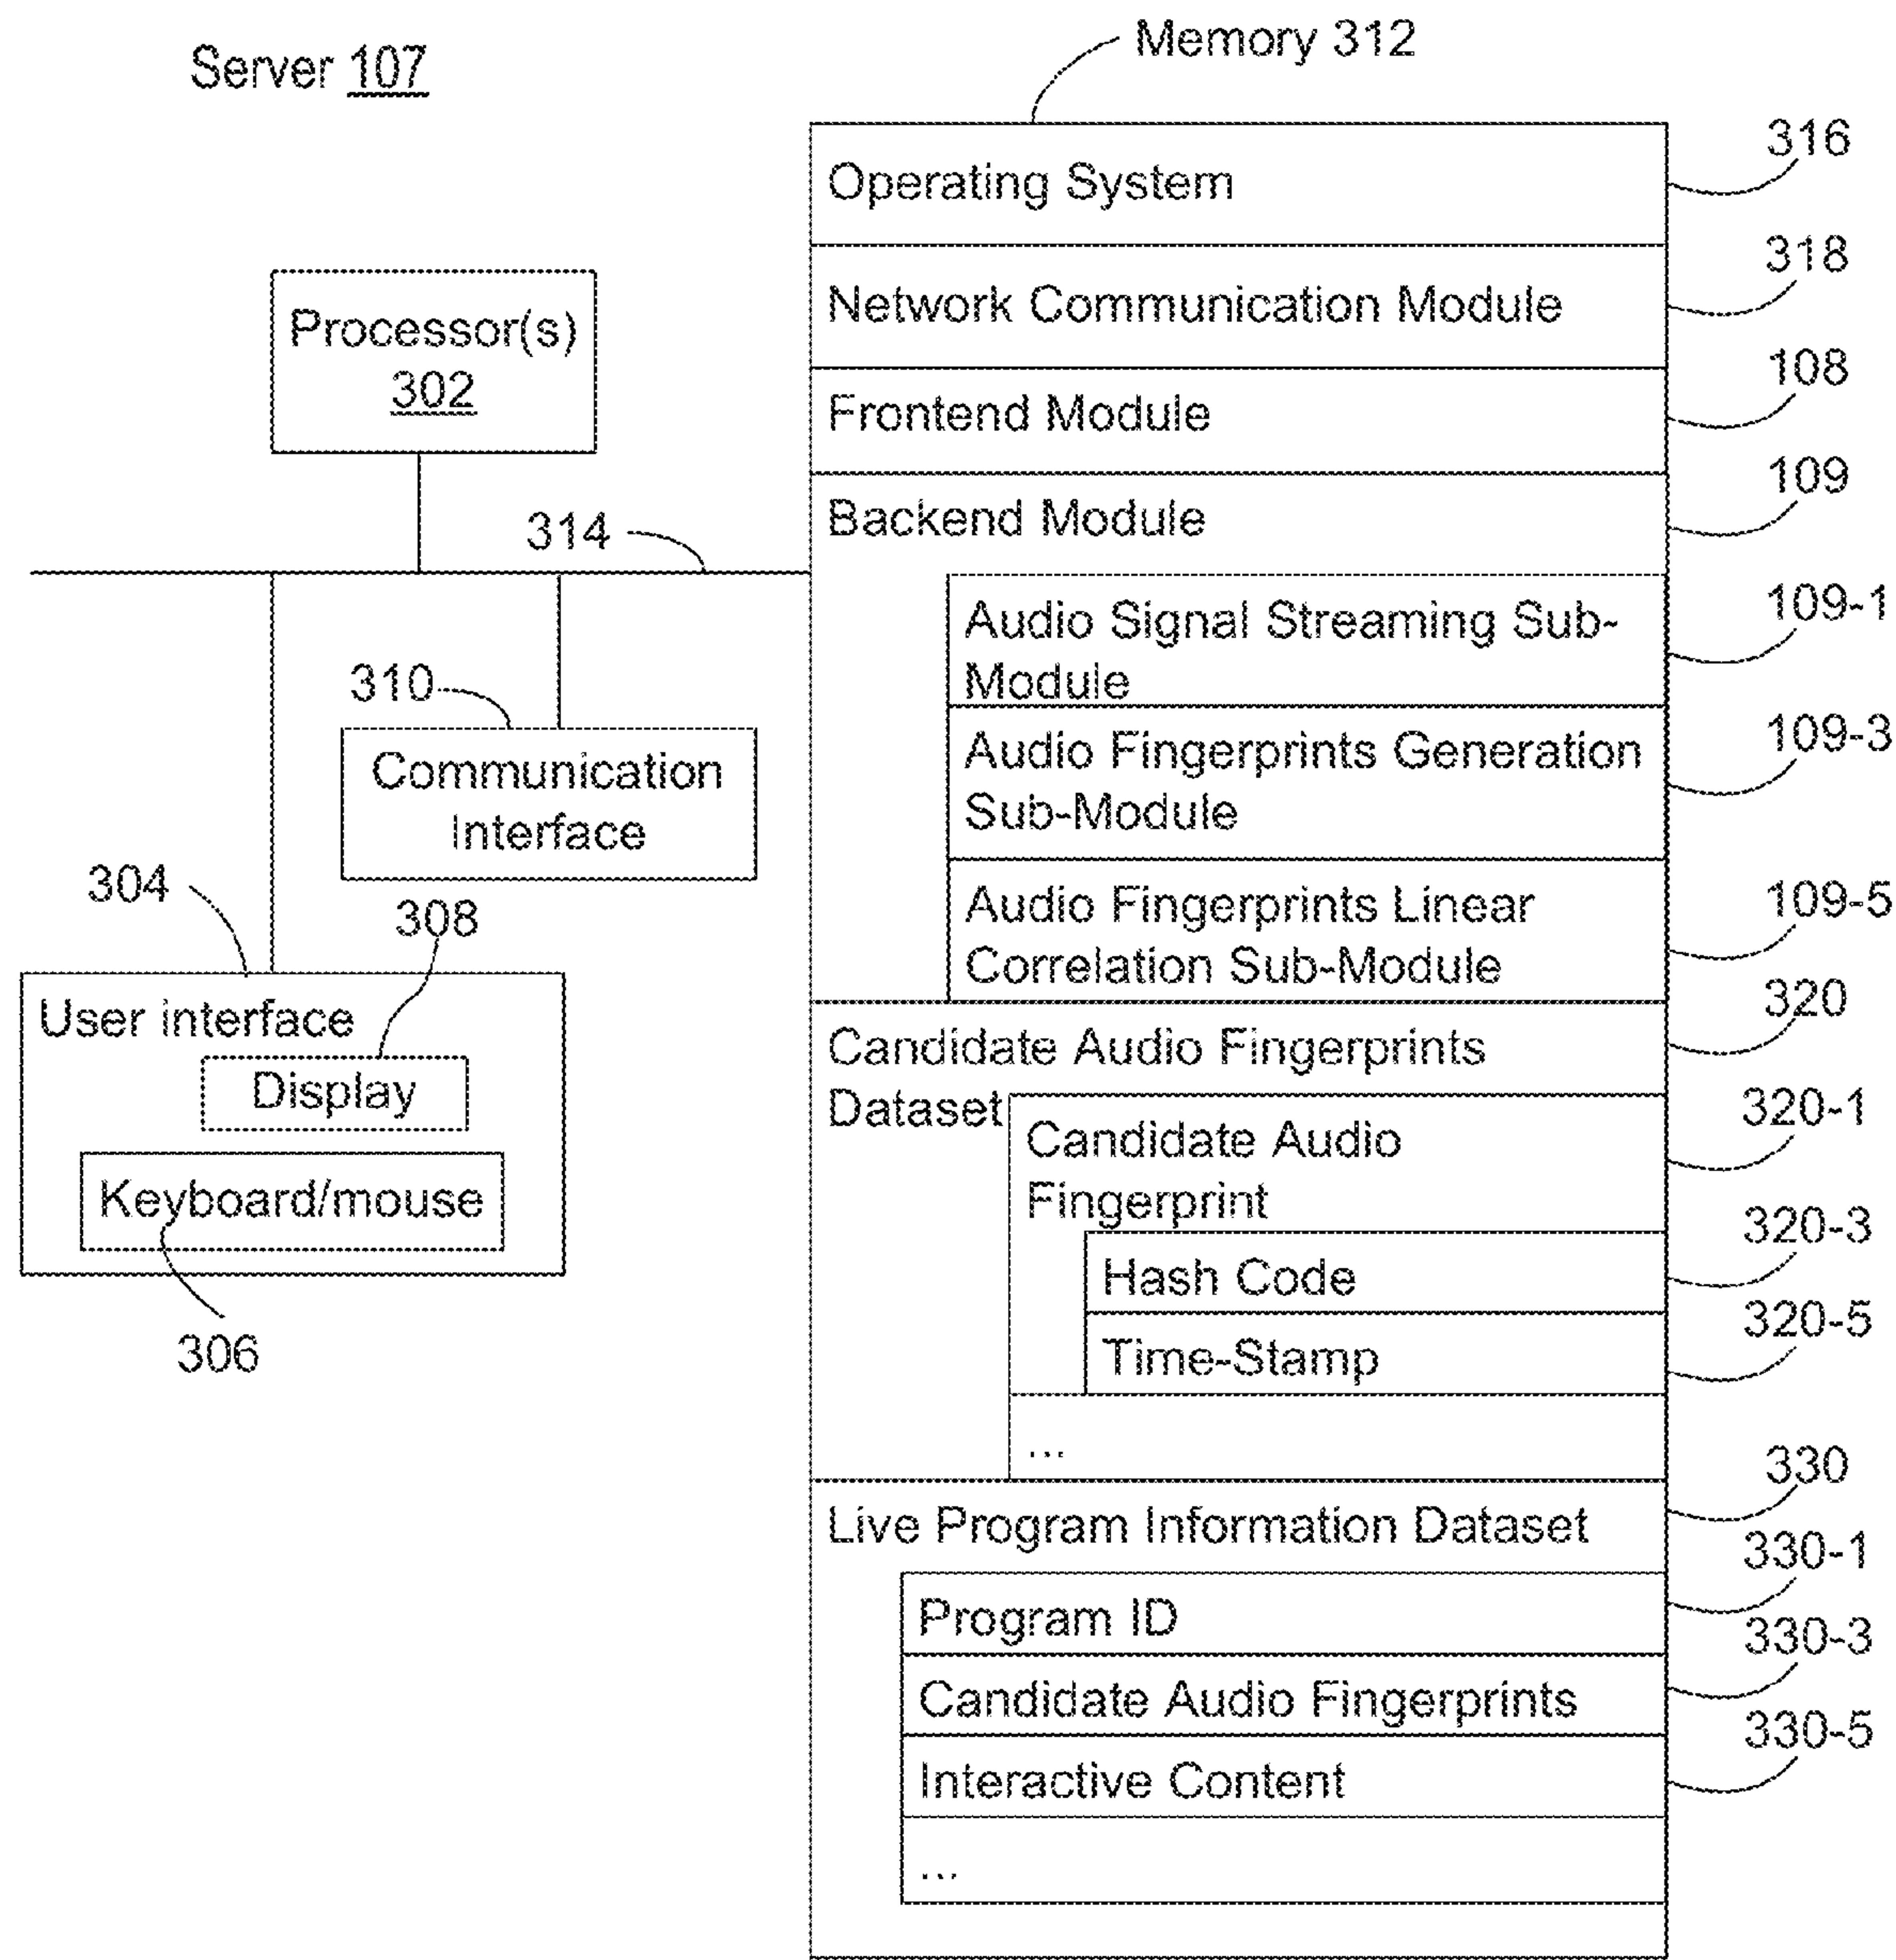 Server 107
Memory 312
Operating System
316
Network Communication Module
318
Processor(s)
302
Frontend Module
108
Backend Module
109
314
Audio Signal Streaming Sub-
Module
109-1
310
Communication
Interface
Audio Fingerprints Generation
Sub-Module
109-3
Audio Fingerprints Linear
Correlation Sub-Module
109-5
304
308
User interface
Display
Keyboard/mouse
306
Candidate Audio Fingerprints
Dataset
320
Candidate Audio
Fingerprint
320-1
Hash Code
320-3
Time-Stamp
320-5
...
Live Program Information Dataset
330
Program ID
330-1
Candidate Audio Fingerprints
330-3
Interactive Content
330-5
...